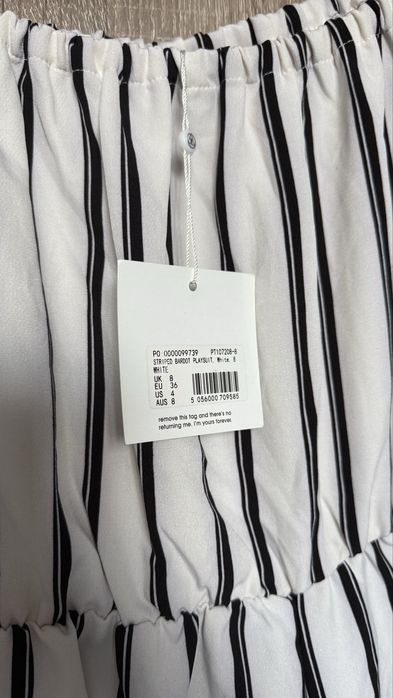 PO 0000099739 PT107208-8
STRIPED BARDOT PLAYSUIT, White, 8
WHITE
UK 8
EU 36
US 4
AUS 8
5 056000 709585
remove this tag and there's no
returning me. I'm yours forever.